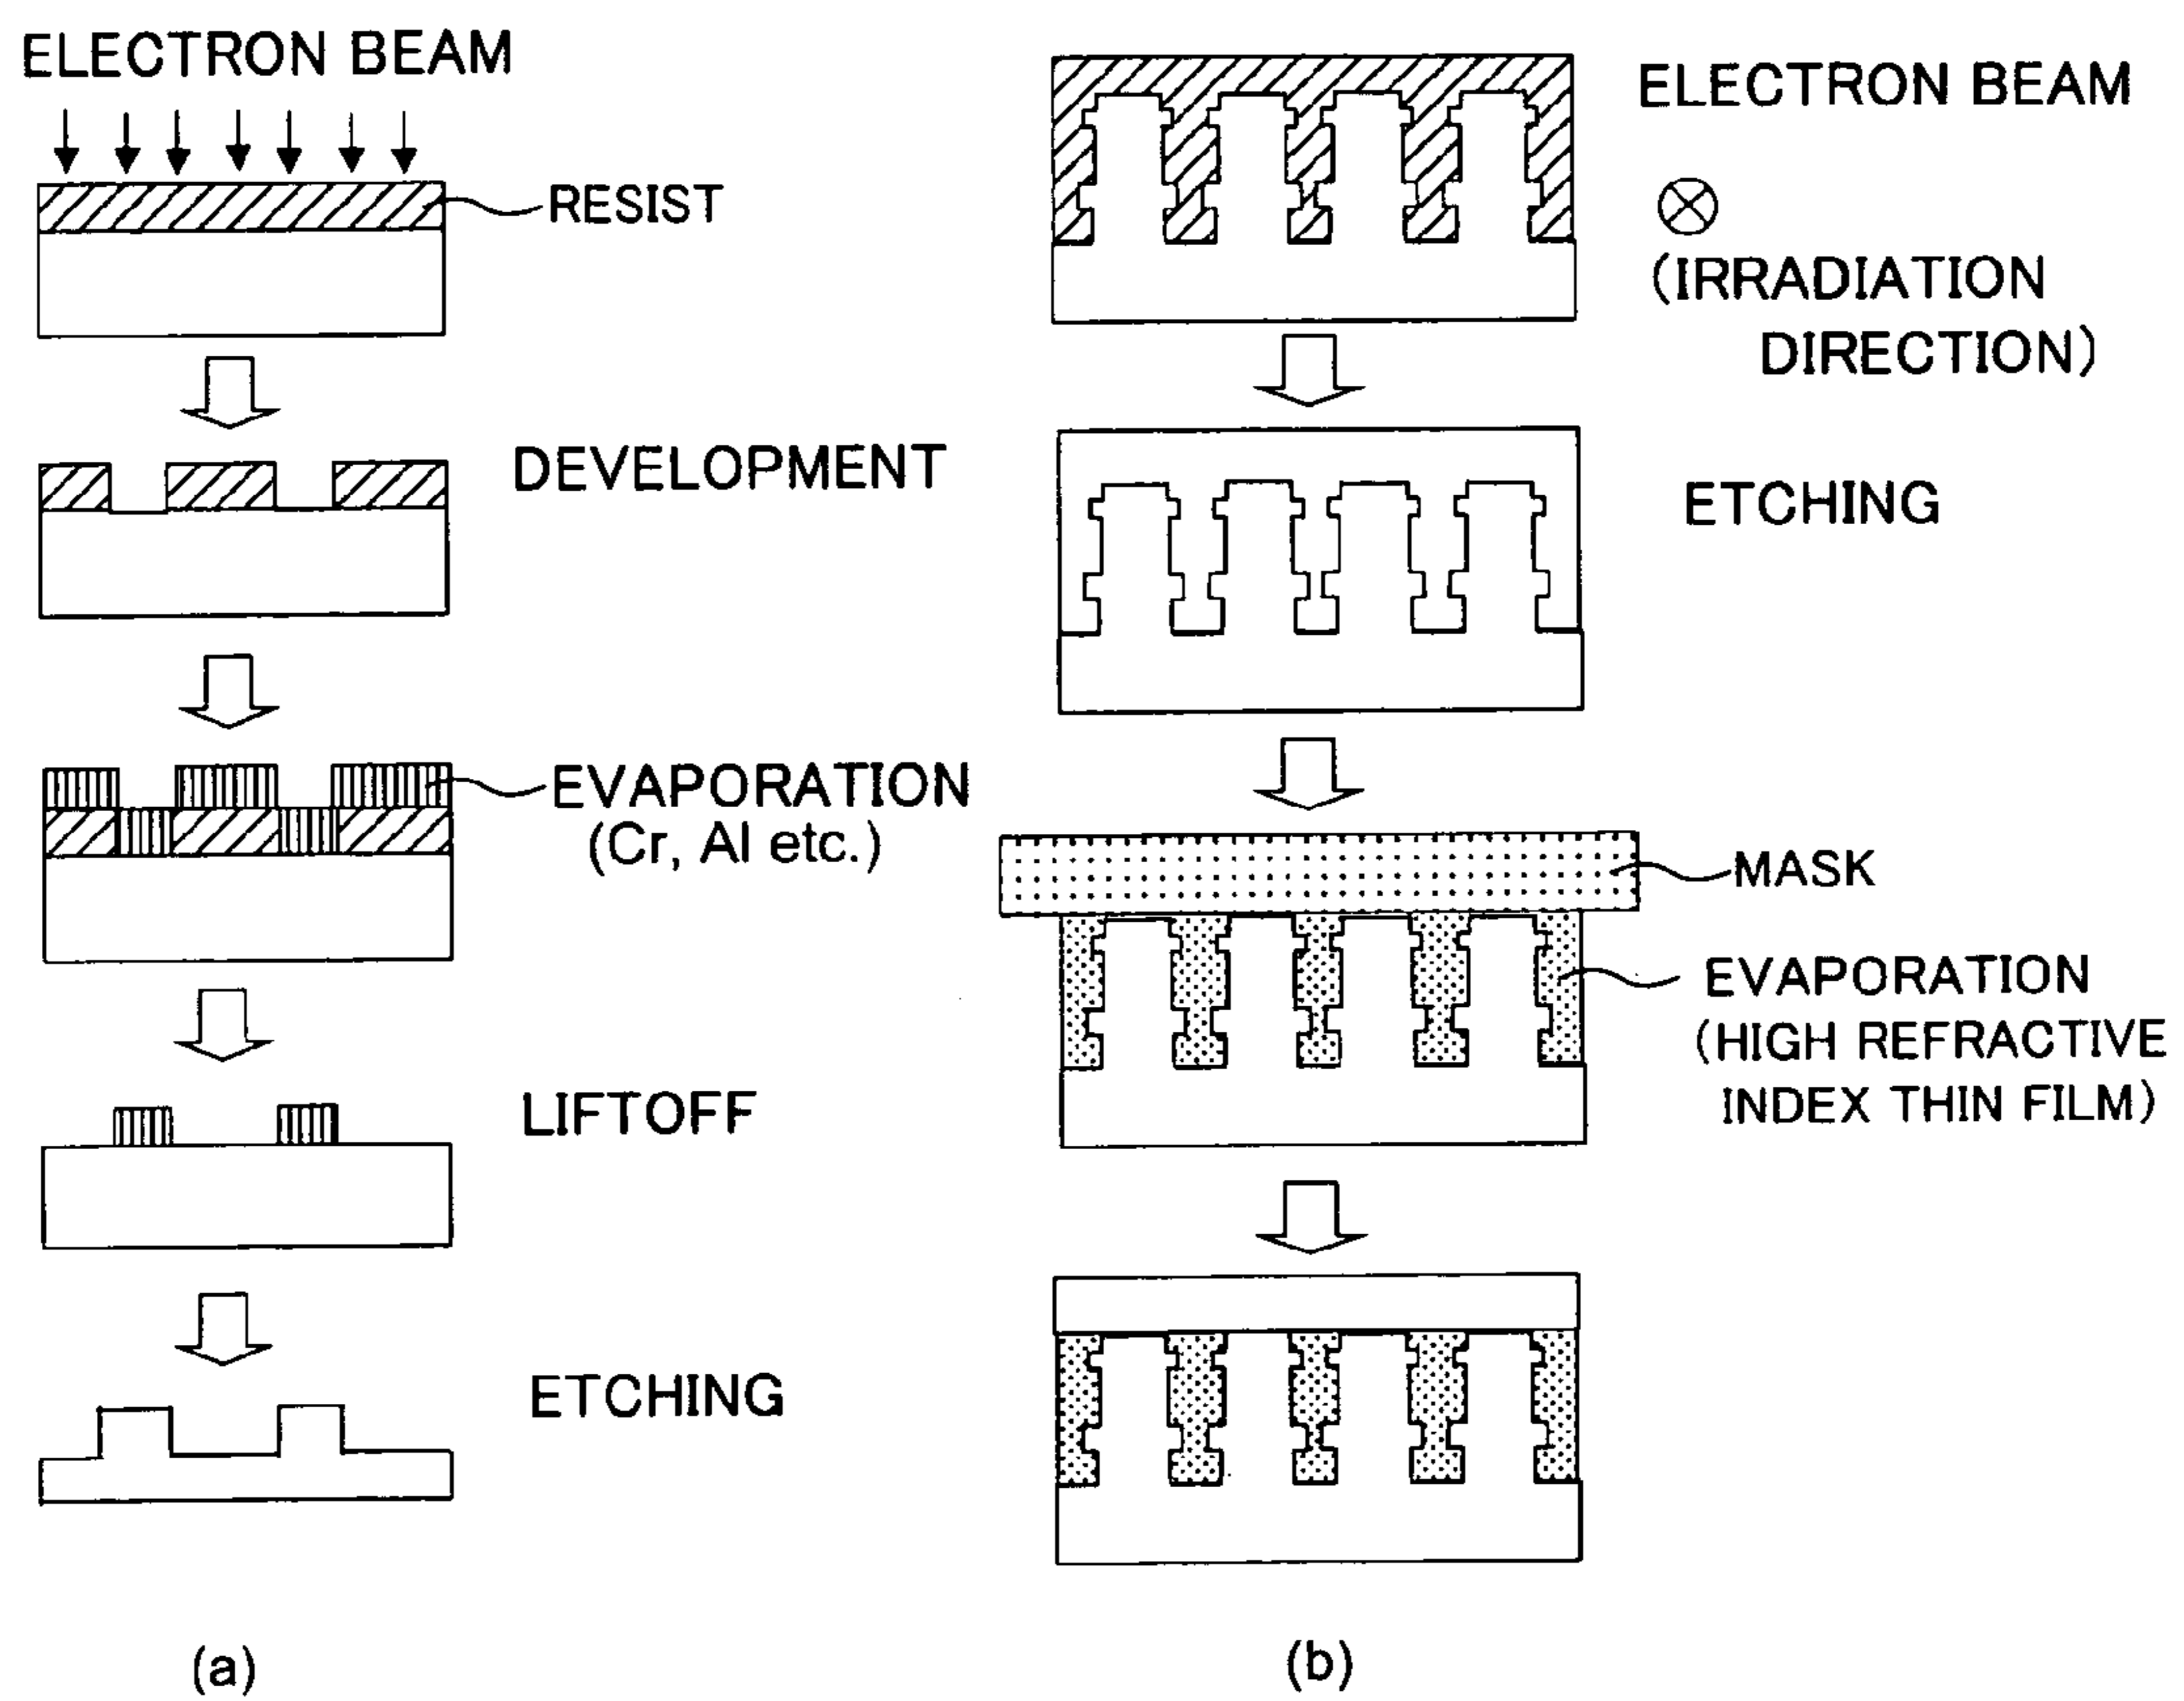 ELECTRON BEAM
RESIST
DEVELOPMENT
EVAPORATION
(Cr, Al etc.)
LIFTOFF
ETCHING
(a)
ELECTRON BEAM
(IRRADIATION
DIRECTION)
ETCHING
MASK
EVAPORATION
(HIGH REFRACTIVE
INDEX THIN FILM)
(b)